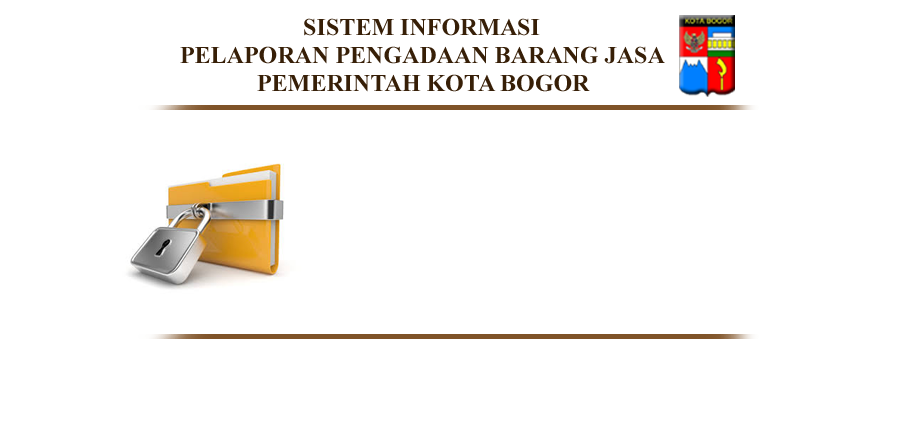 SISTEM INFORMASI
PELAPORAN PENGADAAN BARANG JASA
PEMERINTAH KOTA BOGOR
KOTA BOGOR